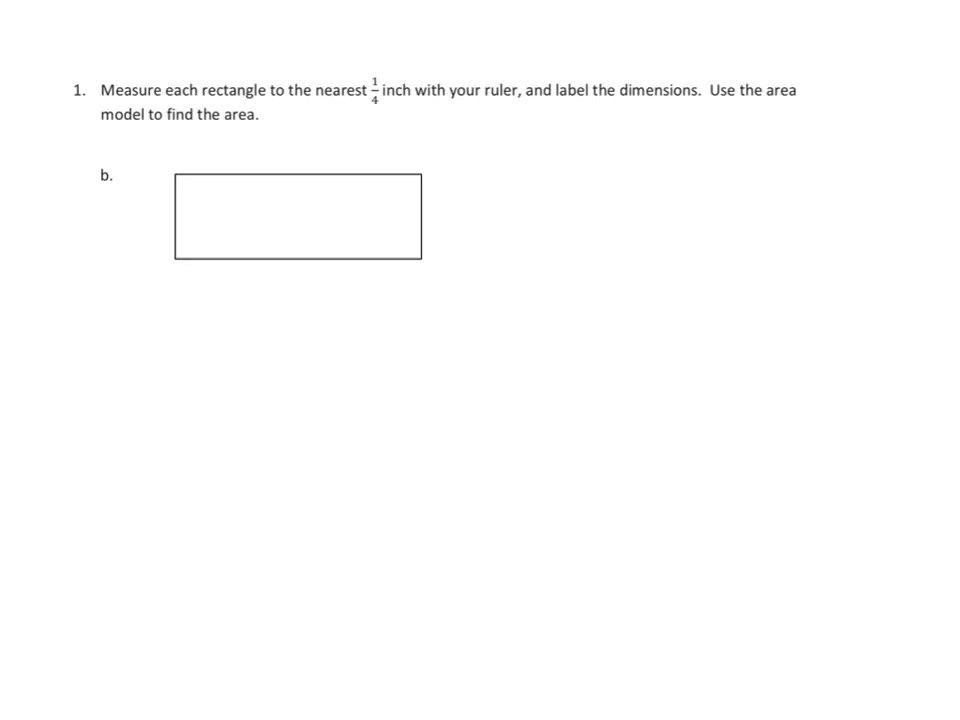 1. Measure each rectangle to the nearest 1/4 inch with your ruler, and label the dimensions. Use the area
model to find the area.
b.